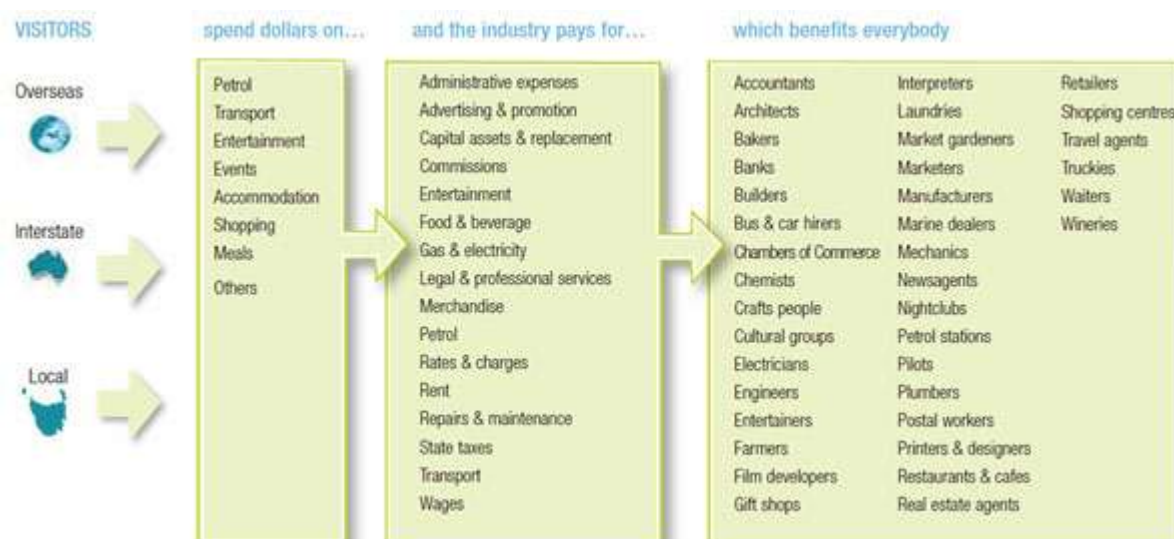 VISITORS
spend dollars on...
and the industry pays for...
which benefits everybody
Overseas
Interstate
Local
Petrol
Transport
Entertainment
Events
Accommodation
Shopping
Meals
Others
Administrative expenses
Advertising & promotion
Capital assets & replacement
Commissions
Entertainment
Food & beverage
Gas & electricity
Legal & professional services
Merchandise
Petrol
Rates & charges
Rent
Repairs & maintenance
State taxes
Transport
Wages
Accountants
Architects
Bakers
Banks
Builders
Bus & car hirers
Chambers of Commerce
Chemists
Crafts people
Cultural groups
Electricians
Engineers
Entertainers
Farmers
Film developers
Gift shops
Interpreters
Laundries
Market gardeners
Marketers
Manufacturers
Marine dealers
Mechanics
Newsagents
Nightclubs
Petrol stations
Pilots
Plumbers
Postal workers
Printers & designers
Restaurants & cafes
Real estate agents
Retailers
Shopping centres
Travel agents
Truckies
Waiters
Wineries